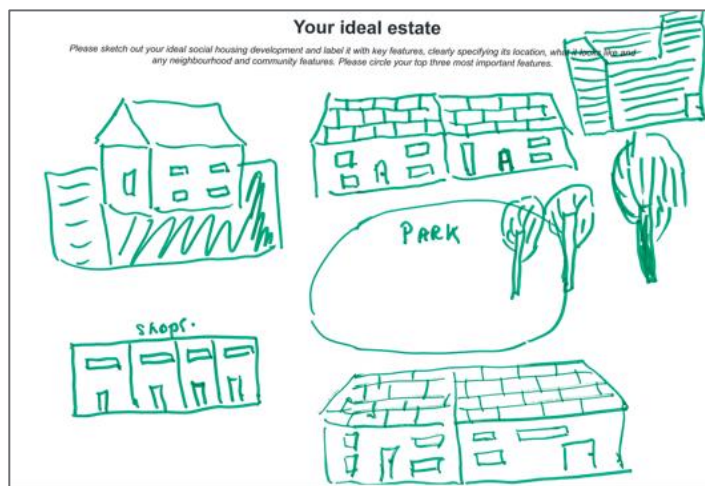 Your ideal estate
Please sketch out your ideal social housing development and label it with key features, clearly specifying its location, what it looks like and
any neighbourhood and community features. Please circle your top three most important features.
PARK
shops.